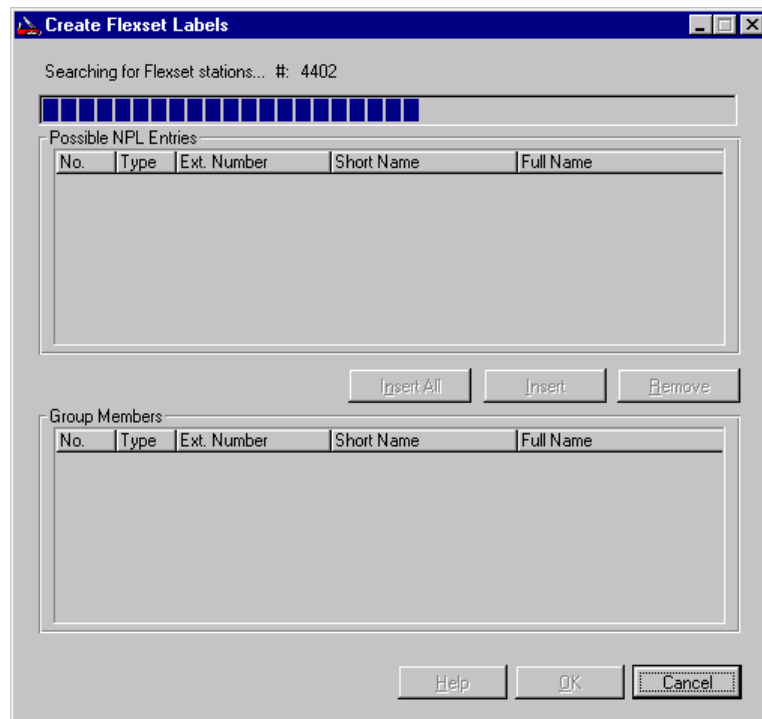 Create Flexset Labels
Searching for Flexset stations... #: 4402
Possible NPL Entries
No. Type Ext. Number Short Name Full Name
Insert All Insert Remove
Group Members
No. Type Ext. Number Short Name Full Name
Help OK Cancel